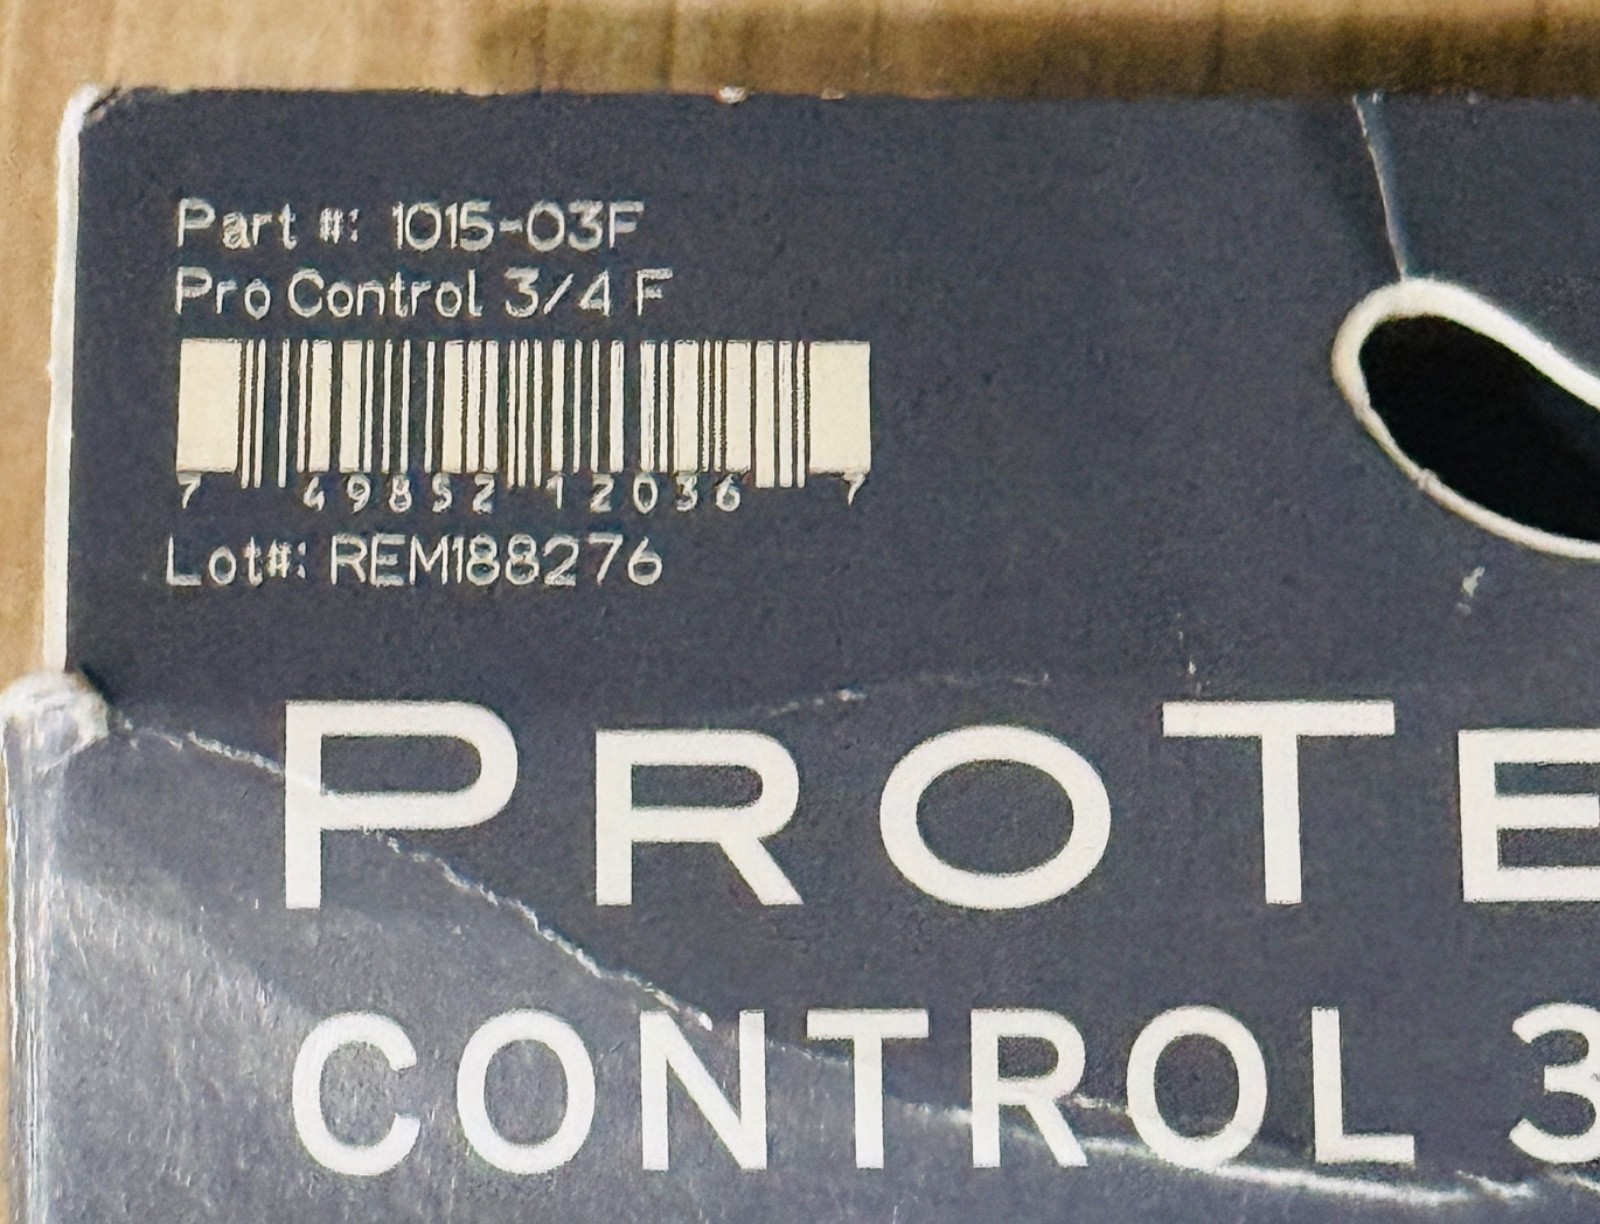 Part #: 1015-03F
Pro Control 3/4 F
7 49852 12036 7
Lot#: REM188276
PROTE
CONTROL 3